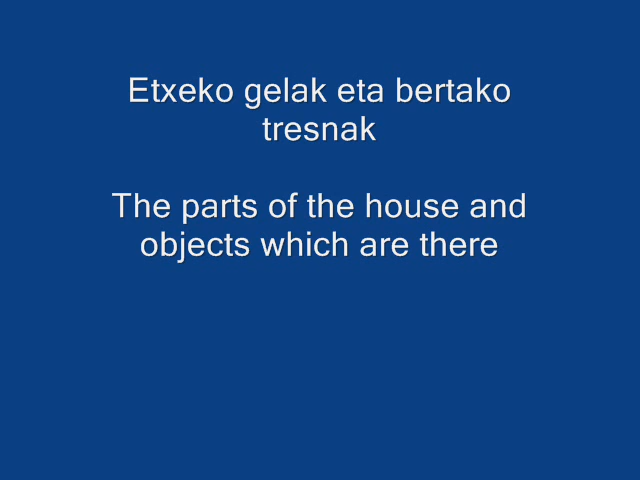 Etxeko gelak eta bertako
tresnak
The parts of the house and
objects which are there